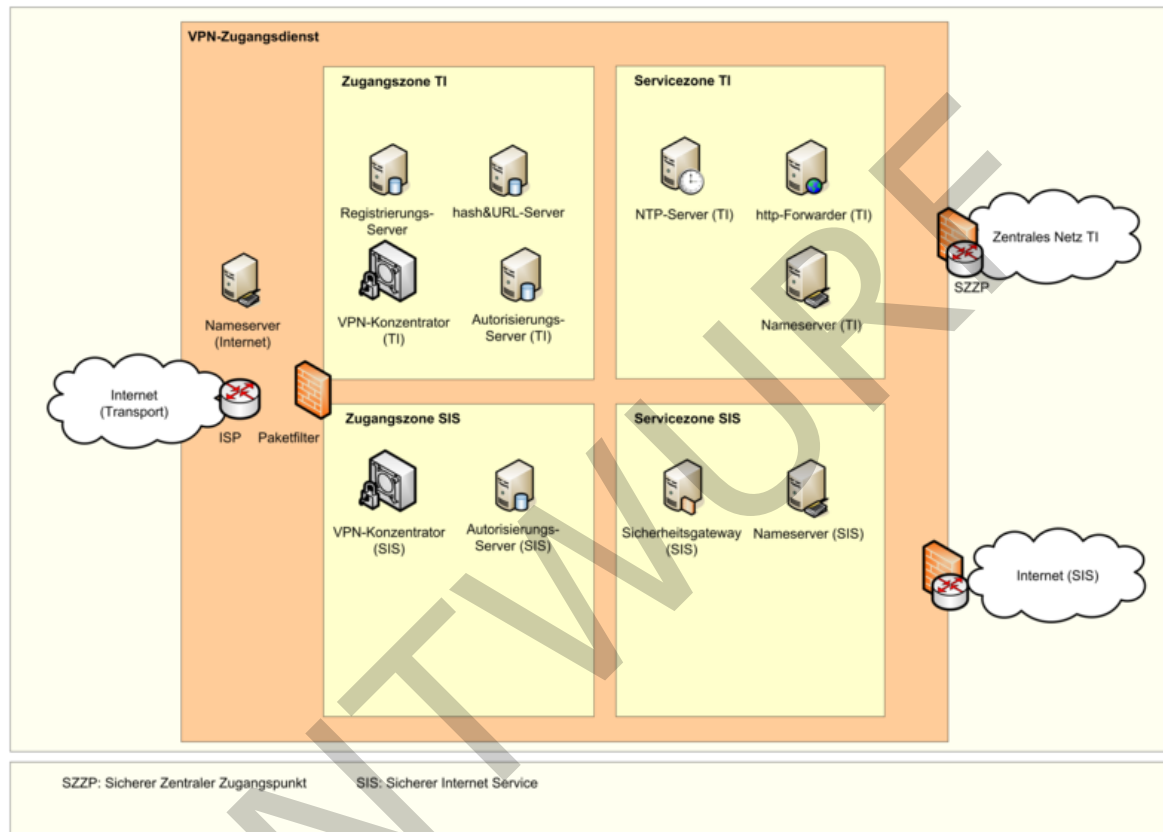 VPN-Zugangsdienst
Zugangszone TI
Servicezone TI
Registrierungs-
Server
hash&URL-Server
NTP-Server (TI)
http-Forwarder (TI)
Zentrales Netz TI
SZZP
VPN-Konzentrator
(TI)
Autorisierungs-
Server (TI)
Nameserver (TI)
Nameserver
(Internet)
Internet
(Transport)
ISP
Paketfilter
Zugangszone SIS
Servicezone SIS
VPN-Konzentrator
(SIS)
Autorisierungs-
Server (SIS)
Sicherheitsgateway
(SIS)
Nameserver (SIS)
Internet (SIS)
SZZP: Sicherer Zentraler Zugangspunkt
SIS: Sicherer Internet Service
NTWURF